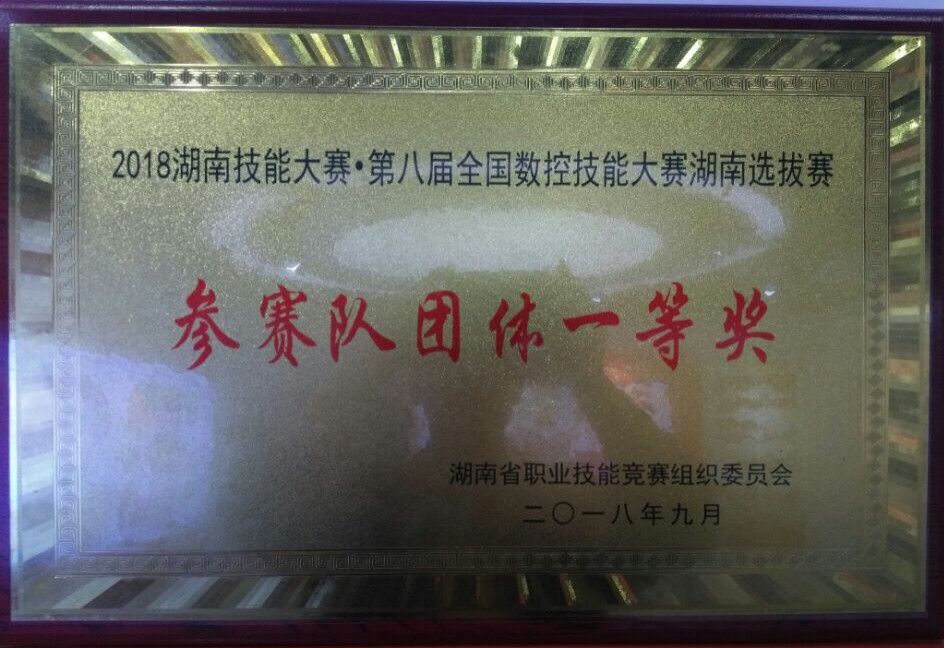 2018湖南技能大赛·第八届全国数控技能大赛湖南选拔赛
参赛队团体一等奖
湖南省职业技能竞赛组织委员会
二〇一八年九月